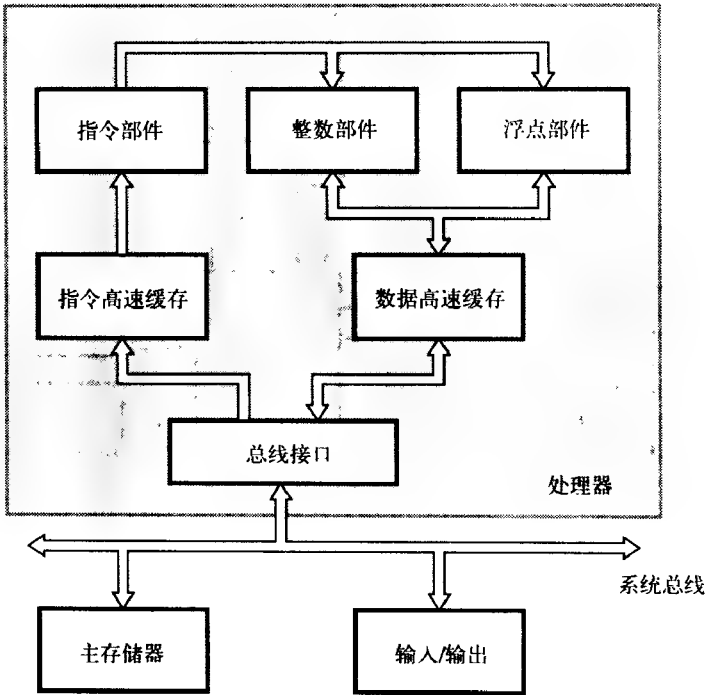 指令部件
整数部件
浮点部件
指令高速缓存
数据高速缓存
总线接口
处理器
系统总线
主存储器
输入/输出